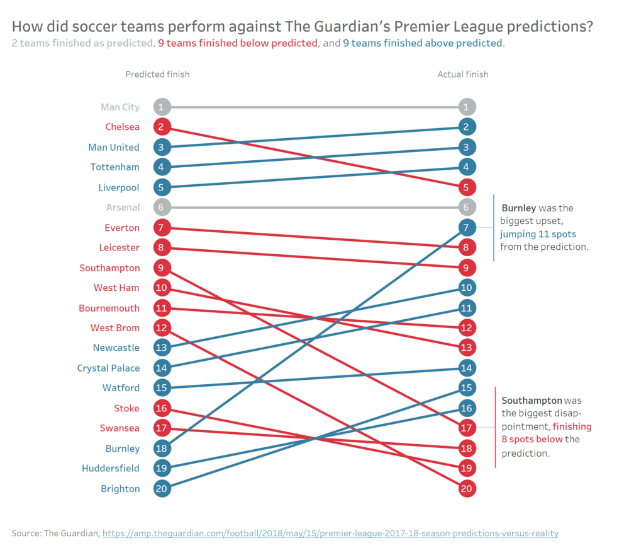 How did soccer teams perform against The Guardian's Premier League predictions?
2 teams finished as predicted, 9 teams finished below predicted, and 9 teams finished above predicted.
Predicted finish
Actual finish
Man City 1 1
Chelsea 2 2
Man United 3 3
Tottenham 4 4
Liverpool 5 5
Arsenal 6 6
Everton 7 7
Leicester 8 8
Southampton 9 9
West Ham 10 10
Bournemouth 11 11
West Brom 12 12
Newcastle 13 13
Crystal Palace 14 14
Watford 15 15
Stoke 16 16
Swansea 17 17
Burnley 18 18
Huddersfield 19 19
Brighton 20 20
Burnley was the
biggest upset,
jumping 11 spots
from the prediction.
Southampton was
the biggest disap-
pointment, finishing
8 spots below the
prediction.
Source: The Guardian, https://amp.theguardian.com/football/2018/may/15/premier-league-2017-18-season-predictions-versus-reality